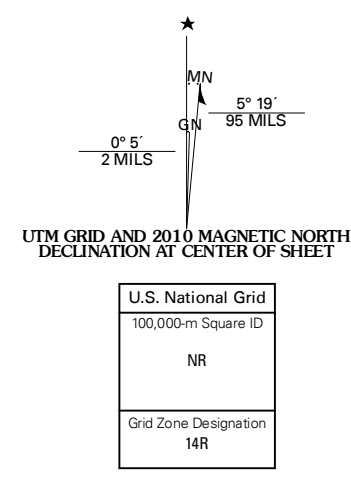 MN
5° 19´
95 MILS
GN
0° 5´
2 MILS
UTM GRID AND 2010 MAGNETIC NORTH
DECLINATION AT CENTER OF SHEET
U.S. National Grid
100,000-m Square ID
NR
Grid Zone Designation
14R